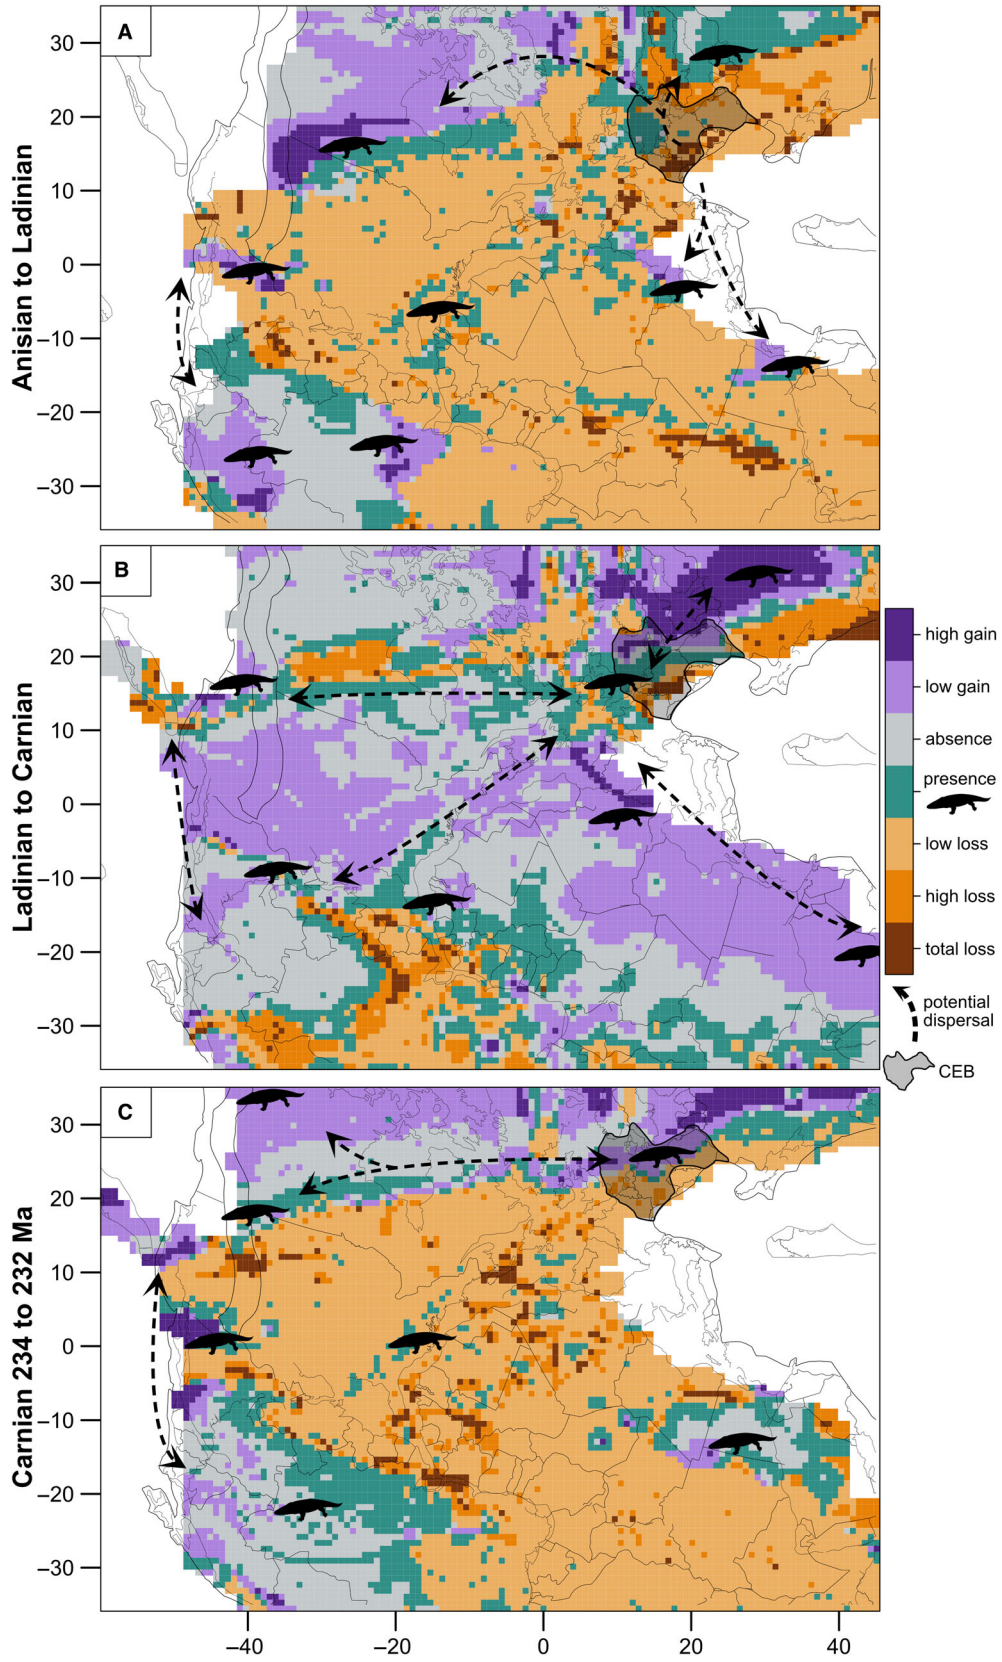 A
30
20
10
0
−10
−20
−30
Anisian to Ladinian
B
30
20
10
0
−10
−20
−30
Ladinian to Carnian
high gain
low gain
absence
presence
low loss
high loss
total loss
potential
dispersal
CEB
C
30
20
10
0
−10
−20
−30
Carnian 234 to 232 Ma
−40
−20
0
20
40